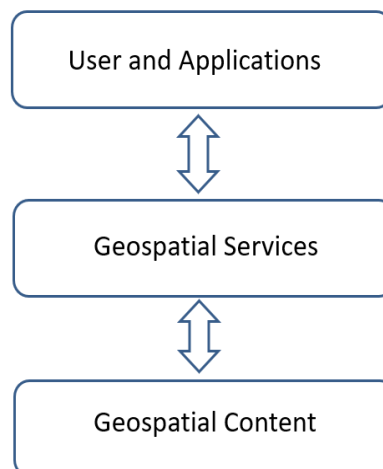 User and Applications
Geospatial Services
Geospatial Content